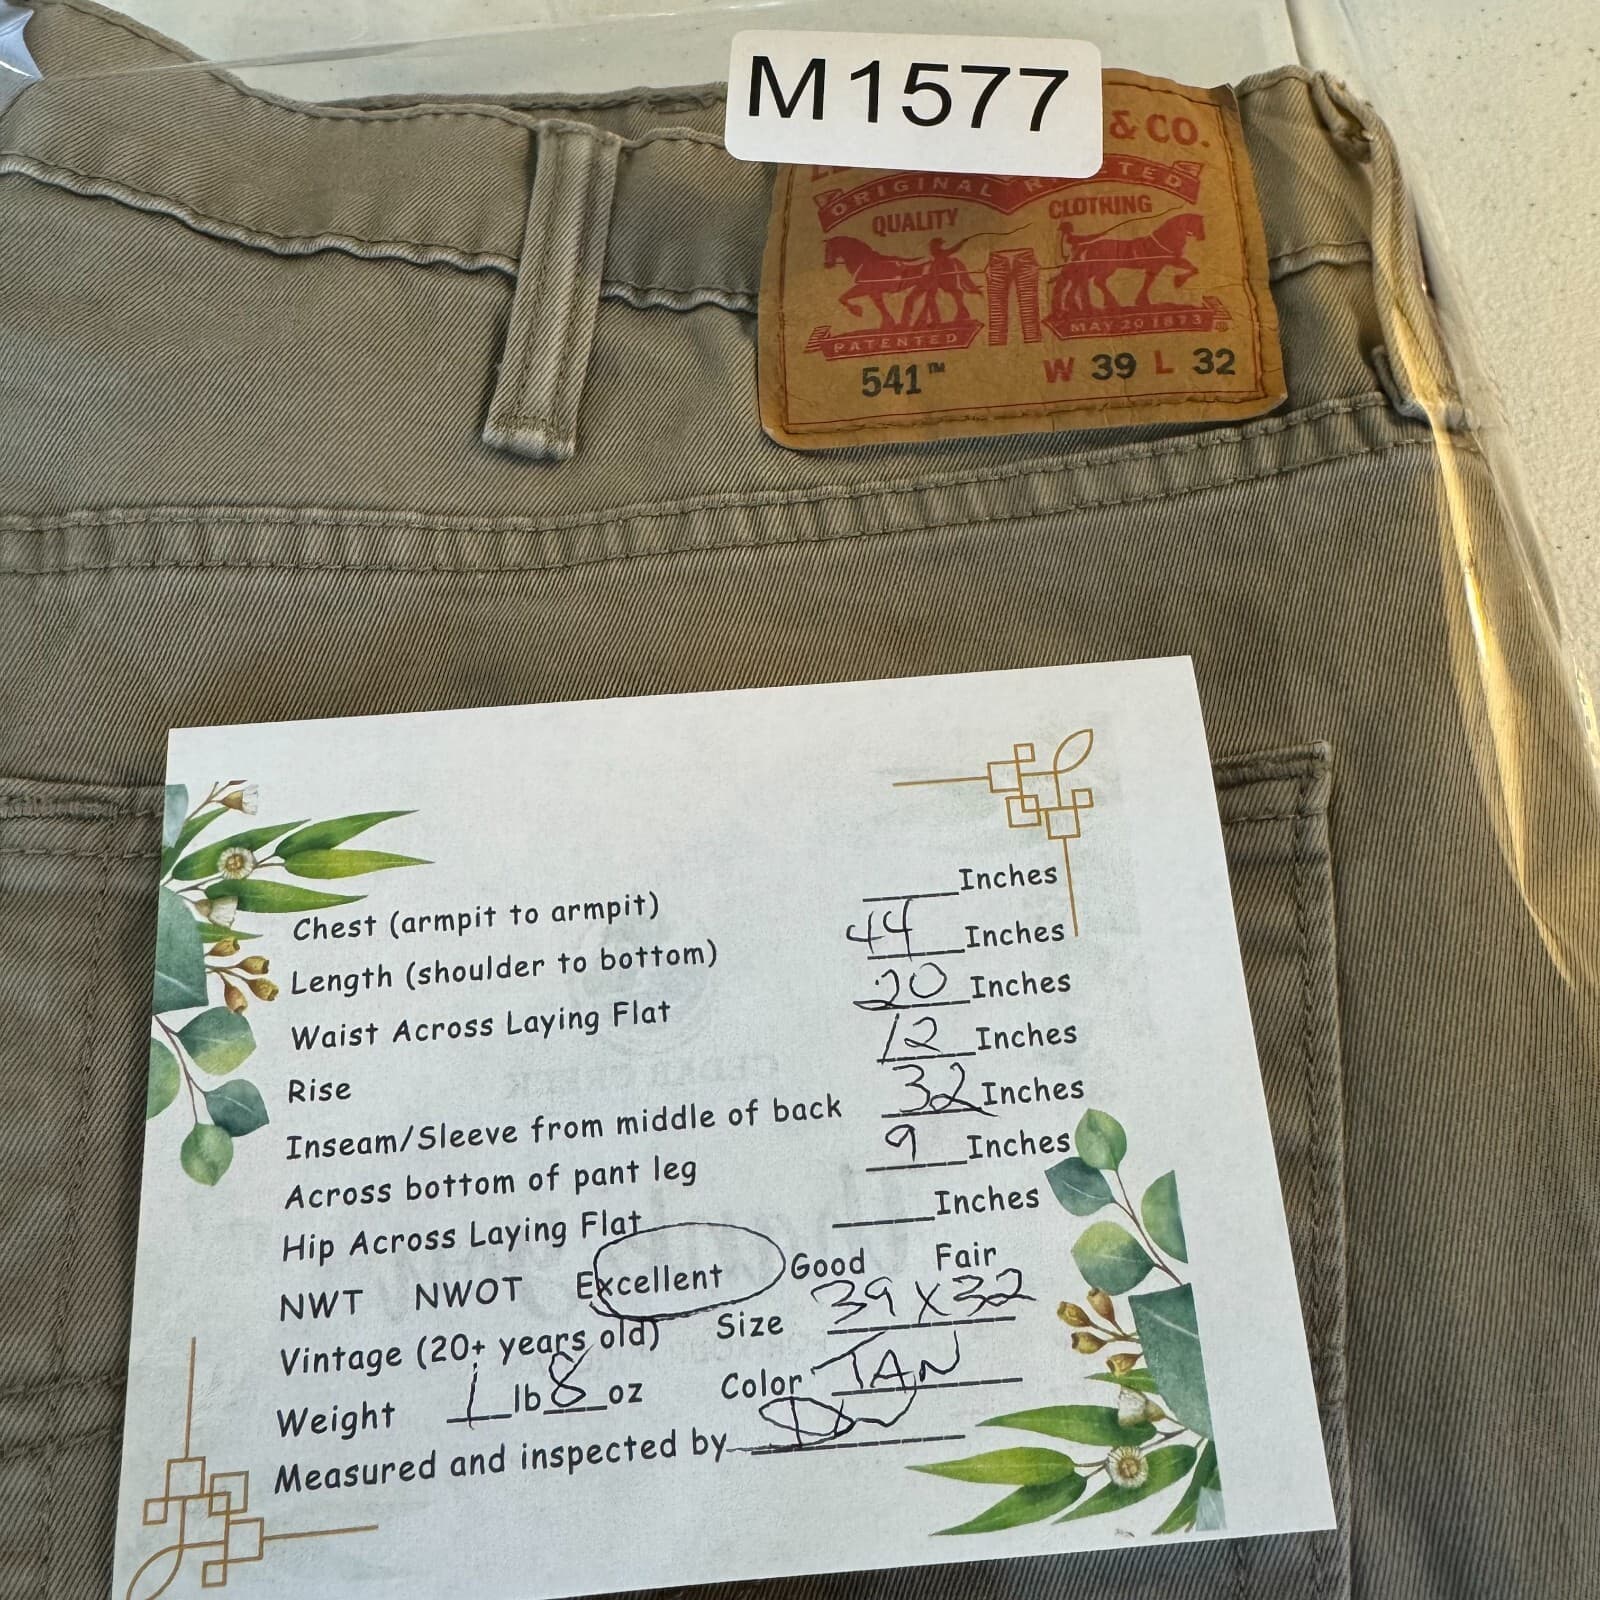 M1577
& CO.
ORIGINAL R TED
QUALITY CLOTHING
PATENTED MAY 20 1873
541™ W 39 L 32
Chest (armpit to armpit) ____Inches
Length (shoulder to bottom) 44 Inches
Waist Across Laying Flat 20 Inches
Rise 12 Inches
Inseam/Sleeve from middle of back 32 Inches
Across bottom of pant leg 9 Inches
Hip Across Laying Flat ____Inches
NWT NWOT Excellent Good Fair
Vintage (20+ years old) Size 39 X 32
Weight 1 lb 8 oz Color TAN
Measured and inspected by